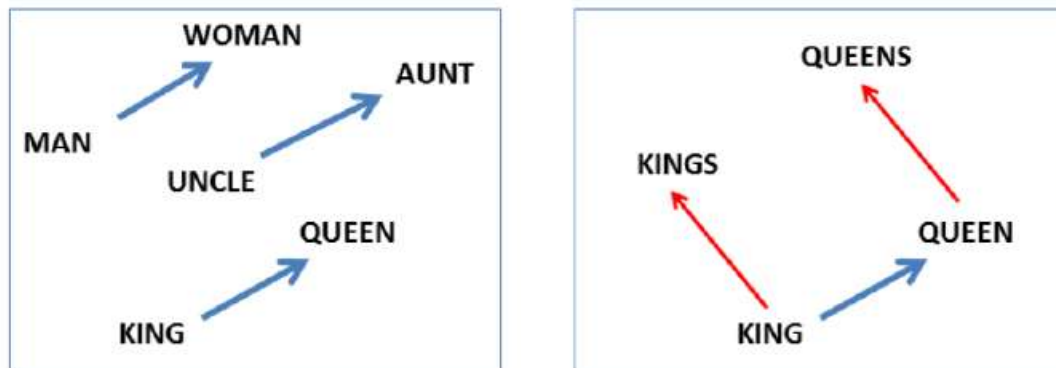 WOMAN
AUNT
MAN
UNCLE
QUEEN
KING
QUEENS
KINGS
QUEEN
KING